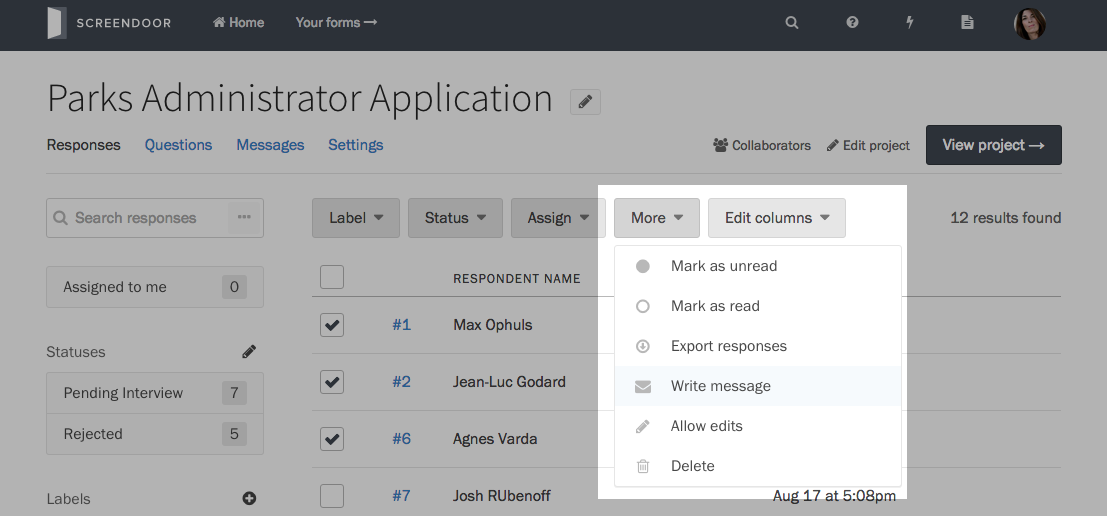 SCREENDOOR Home Your forms →
Parks Administrator Application
Responses Questions Messages Settings Collaborators Edit project View project →
Search responses ••• Label Status Assign More Edit columns 12 results found
Assigned to me 0
Statuses
Pending Interview 7
Rejected 5
Labels
RESPONDENT NAME
#1 Max Ophuls
#2 Jean-Luc Godard
#6 Agnes Varda
#7 Josh RUbenoff Aug 17 at 5:08pm
Mark as unread
Mark as read
Export responses
Write message
Allow edits
Delete